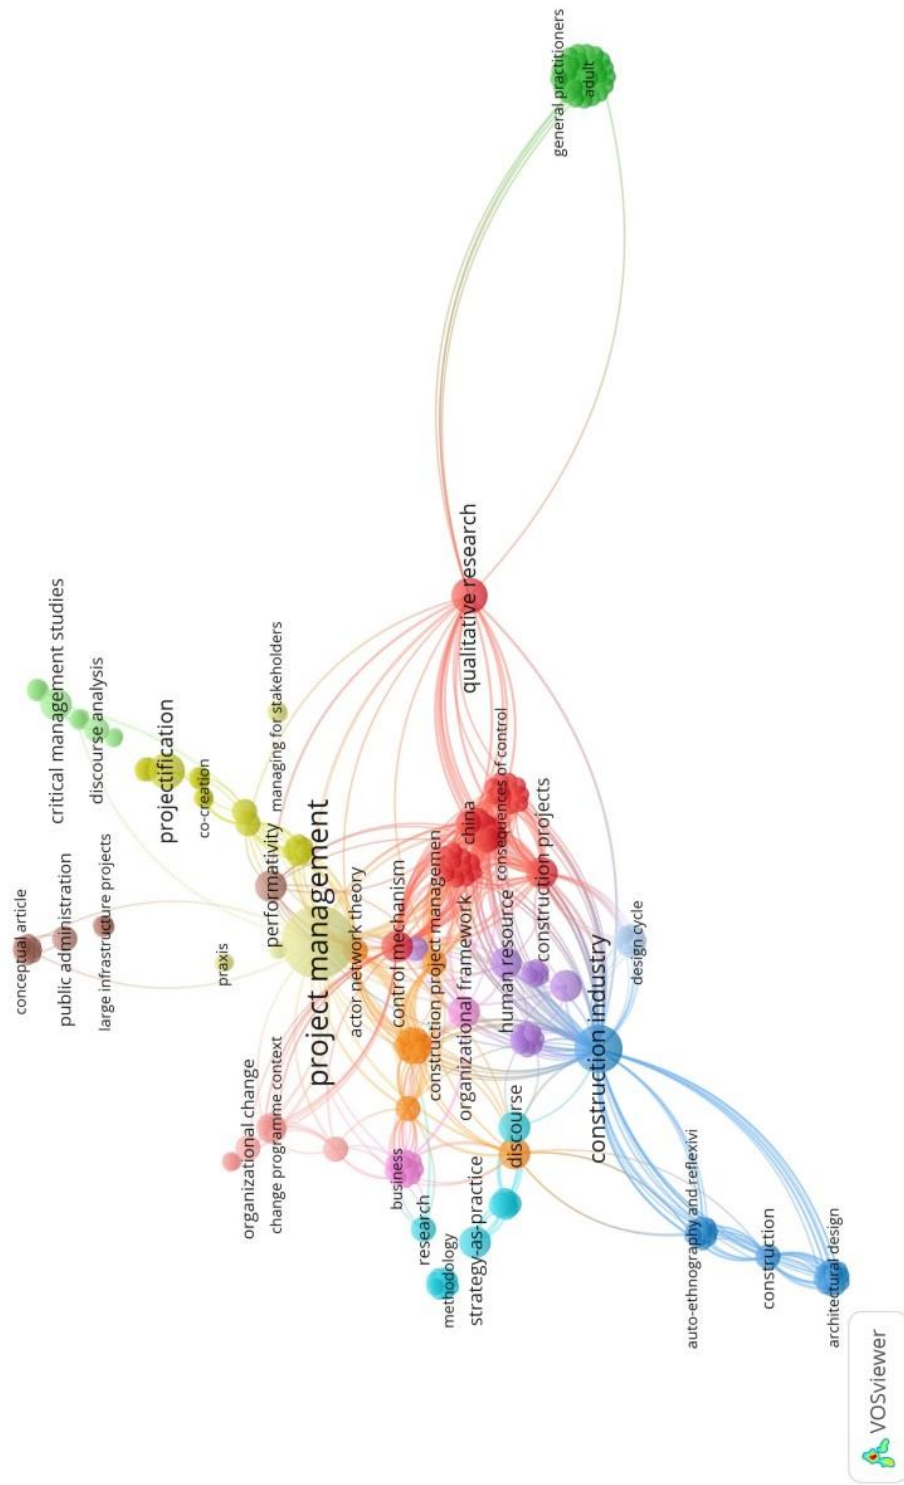 conceptual article
public administration
large infrastructure projects
critical management studies
discourse analysis
projectification
co-creation
praxis
managing for stakeholders
performativity
project management
actor network theory
organizational change
change programme context
control mechanism
construction project managemen
china
qualitative research
consequences of control
construction projects
organizational framework
human resource
business
research
methodology
strategy-as-practice
discourse
construction industry
design cycle
general practitioners
adult
auto-ethnography and reflexivi
construction
architectural design
VOSviewer